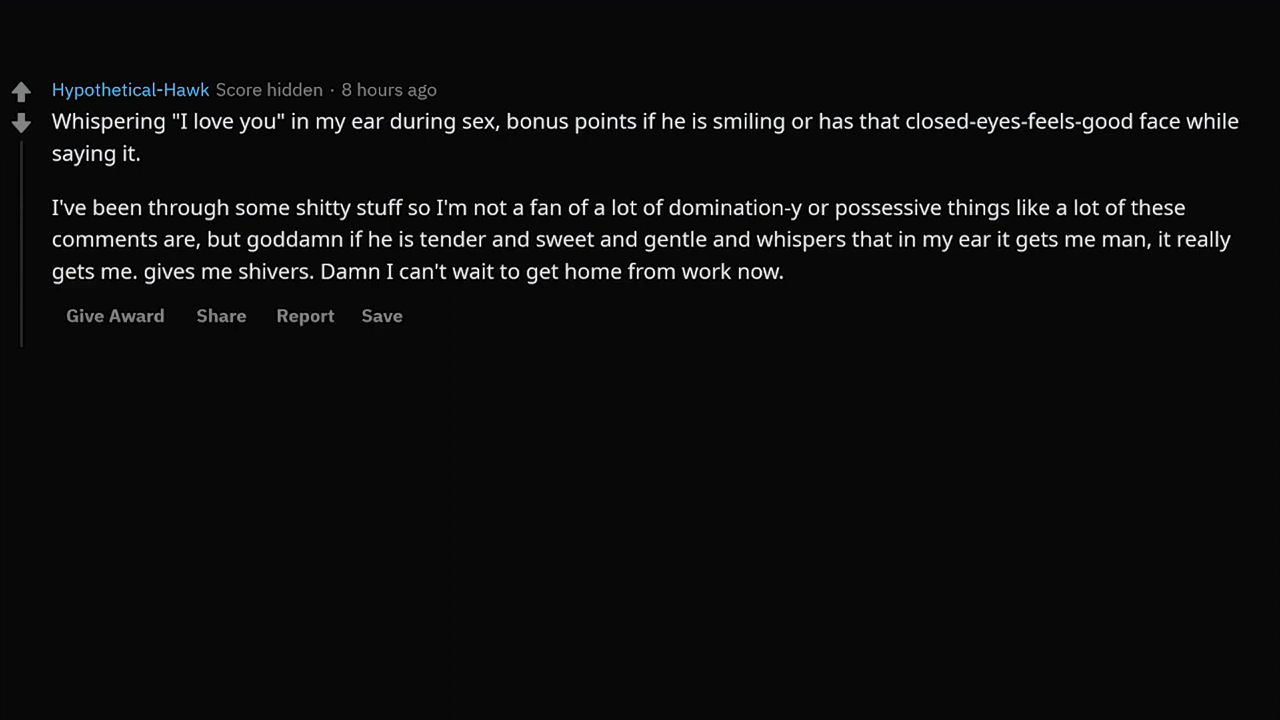 Hypothetical-Hawk Score hidden · 8 hours ago
Whispering "I love you" in my ear during sex, bonus points if he is smiling or has that closed-eyes-feels-good face while
saying it.
I've been through some shitty stuff so I'm not a fan of a lot of domination-y or possessive things like a lot of these
comments are, but goddamn if he is tender and sweet and gentle and whispers that in my ear it gets me man, it really
gets me. gives me shivers. Damn I can't wait to get home from work now.
Give Award Share Report Save